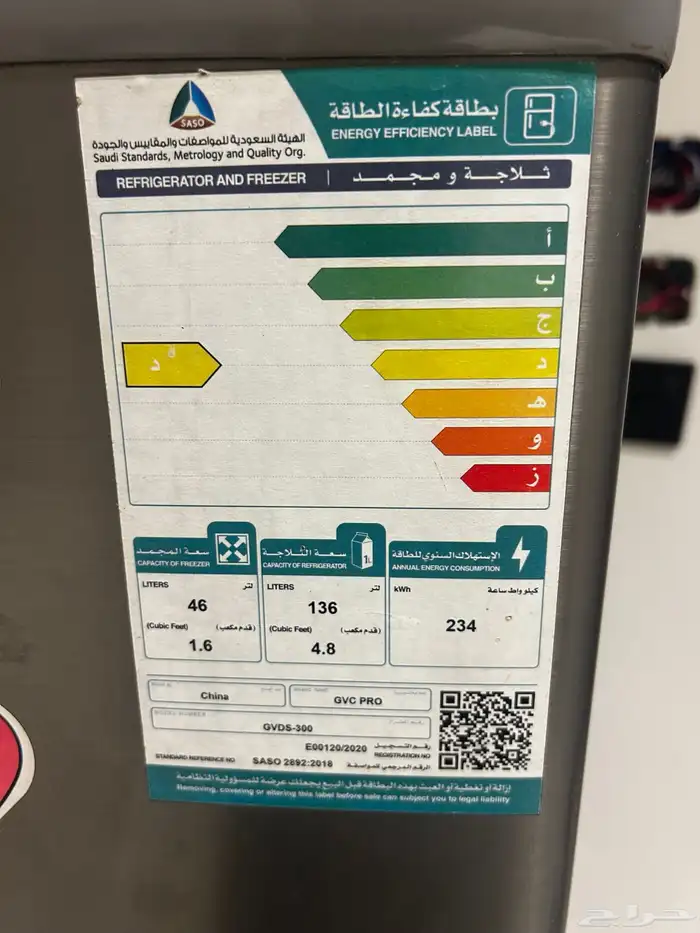 بطاقة كفاءة الطاقة
ENERGY EFFICIENCY LABEL
SASO
الهيئة السعودية للمواصفات والمقاييس والجودة
Saudi Standards, Metrology and Quality Org.
REFRIGERATOR AND FREEZER | ثلاجة و مجمد
أ
ب
ج
د
د
هـ
و
ز
سعة المجمد
CAPACITY OF FREEZER
LITERS لتر
46
(Cubic Feet) (قدم مكعب)
1.6
سعة الثلاجة
CAPACITY OF REFRIGERATOR
1L
LITERS لتر
136
(Cubic Feet) (قدم مكعب)
4.8
الإستهلاك السنوي للطاقة
ANNUAL ENERGY CONSUMPTION
kWh كيلو واط ساعة
234
China
GVC PRO
MODEL NUMBER
GVDS-300
E00120/2020 رقم التسجيل
REGISTRATION NO
STANDARD REFERENCE NO SASO 2892:2018 الرقم المرجعي للمواصفة
إزالة أو تغطية أو العبث بهذه البطاقة قبل البيع يجعلك عرضة للمسؤولية النظامية
Removing, covering or altering this label before sale can subject you to legal liability
حراج